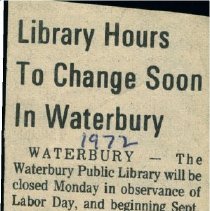 Library Hours
To Change Soon
In Waterbury
1972
WATERBURY — The
Waterbury Public Library will be
closed Monday in observance of
Labor Day, and beginning Sept.